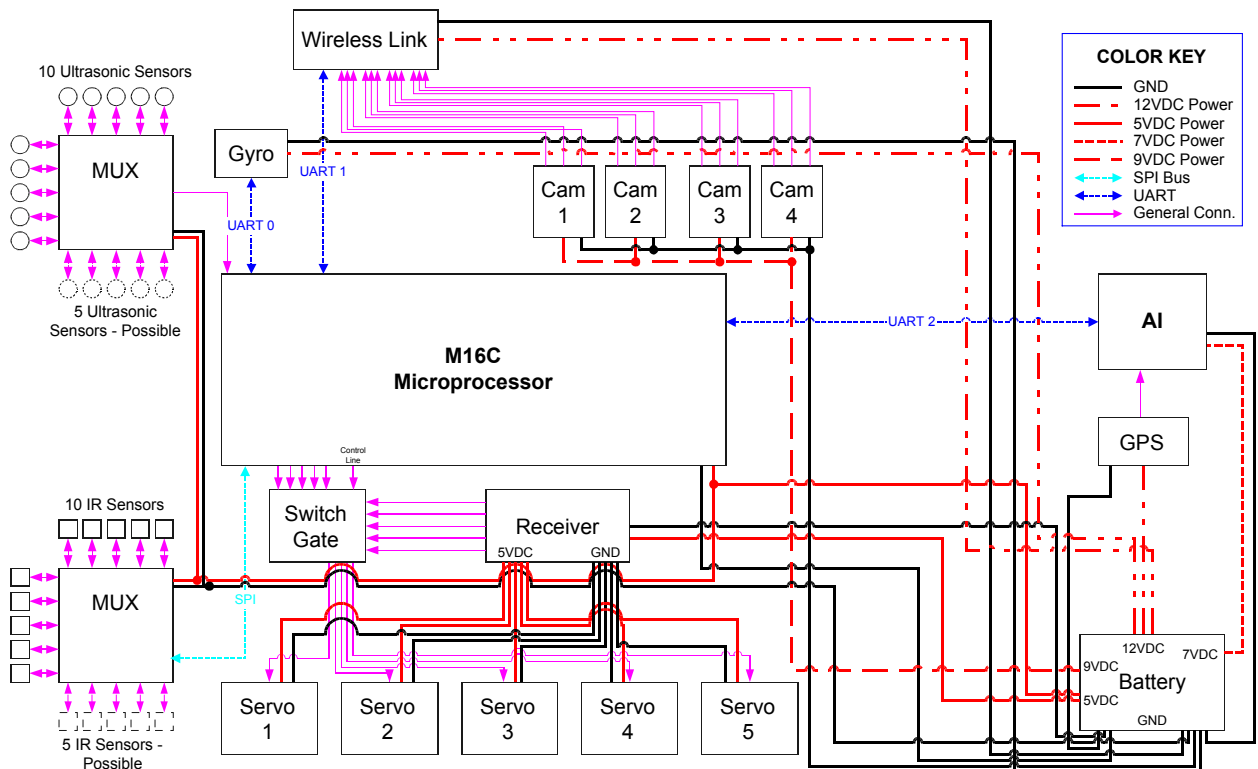 Wireless Link
10 Ultrasonic Sensors
MUX
5 Ultrasonic
Sensors - Possible
Gyro
UART 1
UART 0
Cam
1
Cam
2
Cam
3
Cam
4
COLOR KEY
GND
12VDC Power
5VDC Power
7VDC Power
9VDC Power
SPI Bus
UART
General Conn.
M16C
Microprocessor
Control
Line
UART 2
AI
GPS
10 IR Sensors
MUX
5 IR Sensors -
Possible
SPI
Switch
Gate
Receiver
5VDC
GND
Servo
1
Servo
2
Servo
3
Servo
4
Servo
5
12VDC
7VDC
9VDC
Battery
5VDC
GND